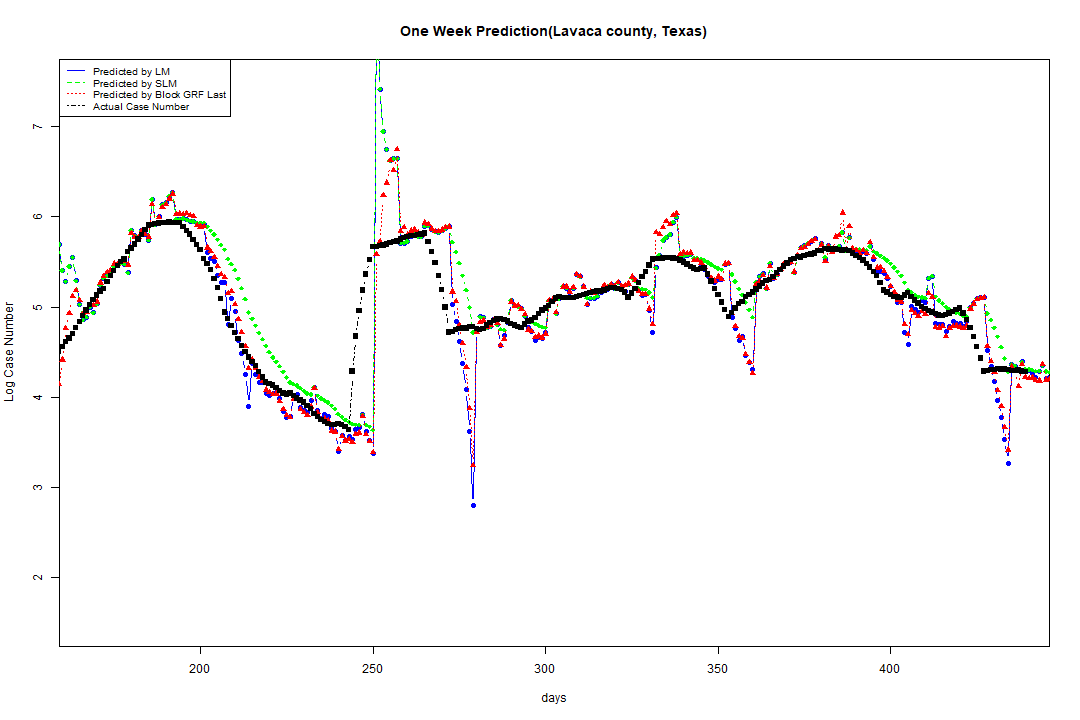 One Week Prediction(Lavaca county, Texas)
Predicted by LM
Predicted by SLM
Predicted by Block GRF Last
Actual Case Number
7
6
5
4
3
2
Log Case Number
200 250 300 350 400
days